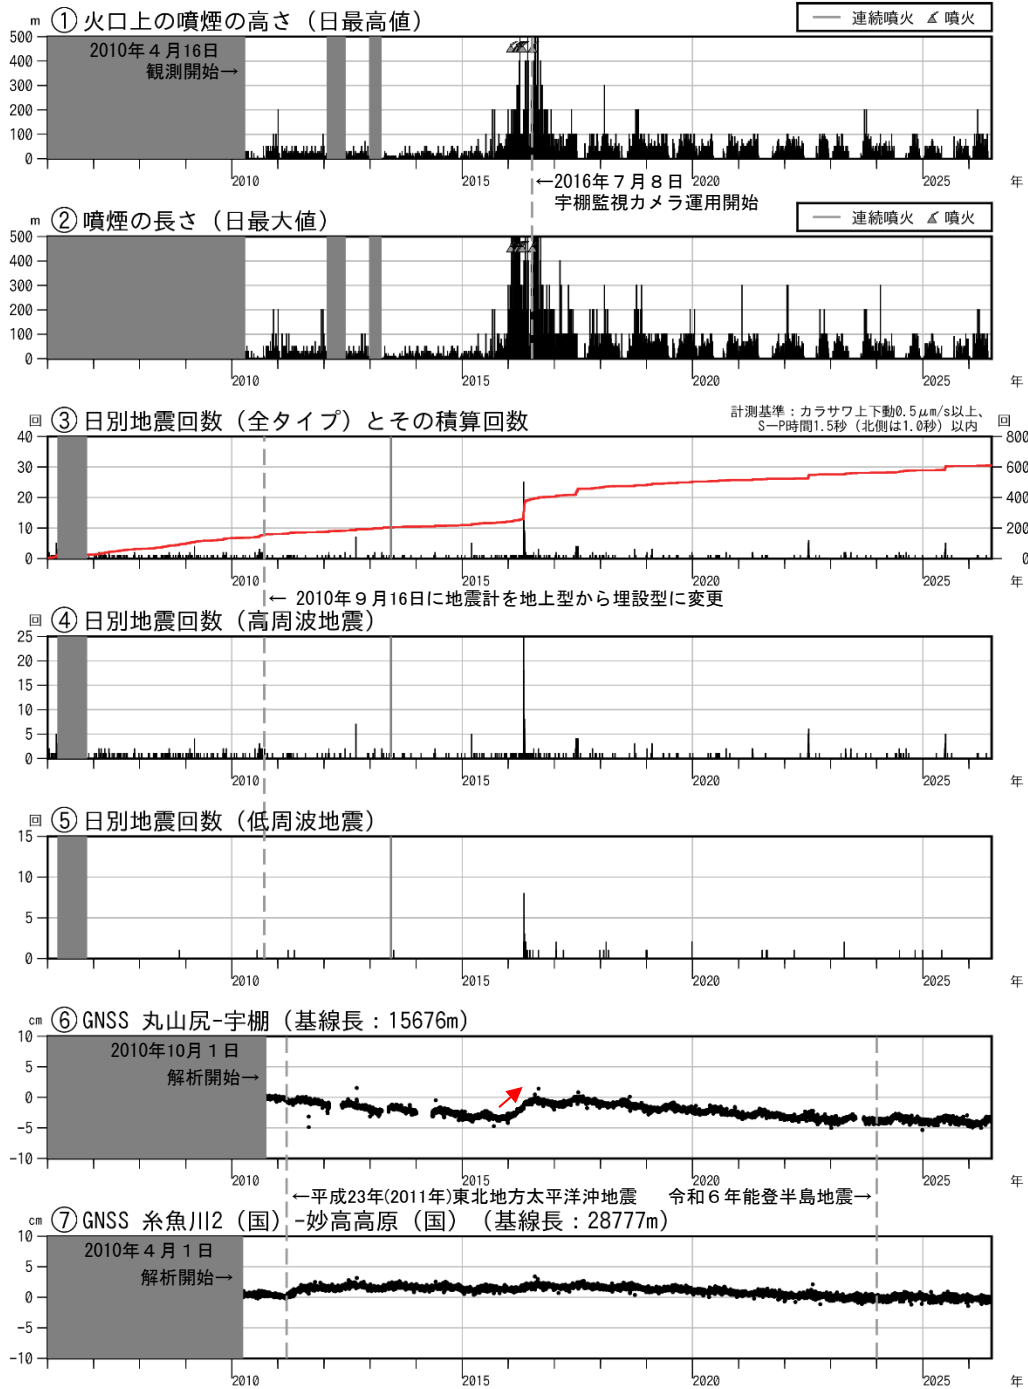 m ①火口上の噴煙の高さ（日最高値）
連続噴火 噴火
500
400
300
200
100
0
2010年４月16日
観測開始→
2010 2015 2020 2025 年
←2016年７月８日
宇棚監視カメラ運用開始
m ②噴煙の長さ（日最大値）
連続噴火 噴火
500
400
300
200
100
0
2010 2015 2020 2025 年
回 ③日別地震回数（全タイプ）とその積算回数
計測基準：カラサワ上下動0.5μm/s以上、
S－P時間1.5秒（北側は1.0秒）以内 回
40 800
30 600
20 400
10 200
0 0
2010 2015 2020 2025 年
← 2010年９月16日に地震計を地上型から埋設型に変更
回 ④日別地震回数（高周波地震）
25
20
15
10
5
0
2010 2015 2020 2025 年
回 ⑤日別地震回数（低周波地震）
15
10
5
0
2010 2015 2020 2025 年
cm ⑥GNSS 丸山尻-宇棚（基線長：15676m）
10
5
0
-5
-10
2010年10月１日
解析開始→
2010 2015 2020 2025 年
←平成23年(2011年)東北地方太平洋沖地震 令和６年能登半島地震→
cm ⑦GNSS 糸魚川2（国）-妙高高原（国）（基線長：28777m）
10
5
0
-5
-10
2010年４月１日
解析開始→
2010 2015 2020 2025 年